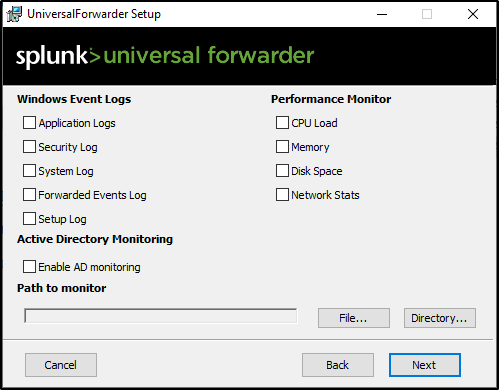 UniversalForwarder Setup
splunk> universal forwarder
Windows Event Logs
Performance Monitor
Application Logs
CPU Load
Security Log
Memory
System Log
Disk Space
Forwarded Events Log
Network Stats
Setup Log
Active Directory Monitoring
Enable AD monitoring
Path to monitor
File...
Directory...
Cancel
Back
Next